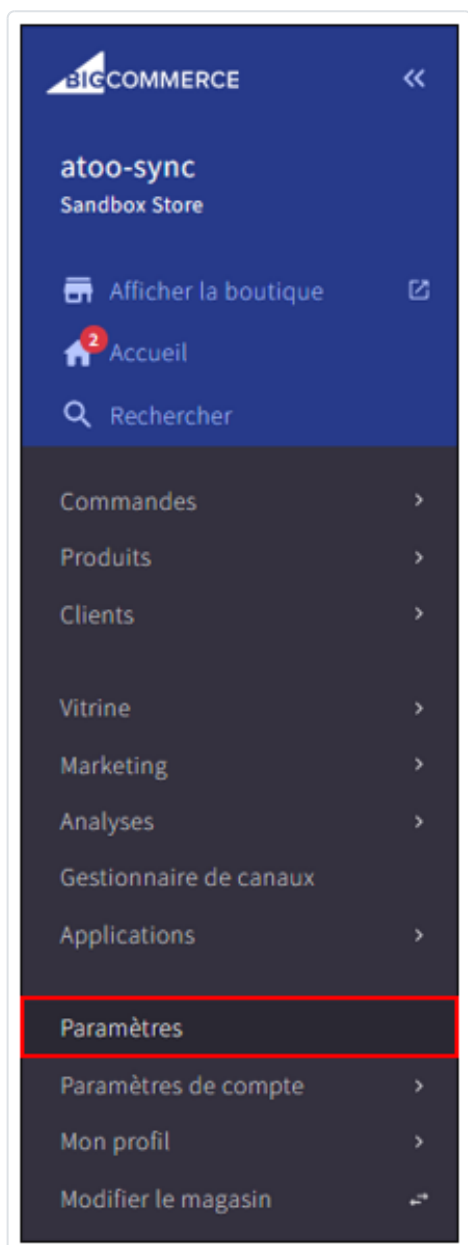 BIGCOMMERCE
atoo-sync
Sandbox Store
Afficher la boutique
2
Accueil
Rechercher
Commandes
Produits
Clients
Vitrine
Marketing
Analyses
Gestionnaire de canaux
Applications
Paramètres
Paramètres de compte
Mon profil
Modifier le magasin